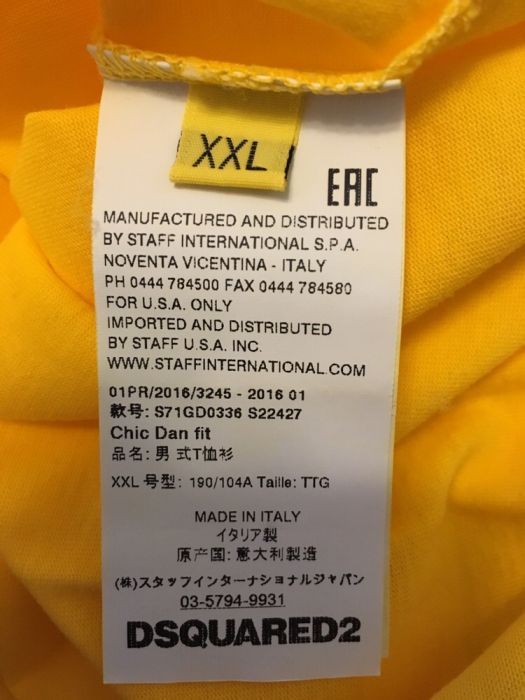 XXL
EAC
MANUFACTURED AND DISTRIBUTED
BY STAFF INTERNATIONAL S.P.A.
NOVENTA VICENTINA - ITALY
PH 0444 784500 FAX 0444 784580
FOR U.S.A. ONLY
IMPORTED AND DISTRIBUTED
BY STAFF U.S.A. INC.
WWW.STAFFINTERNATIONAL.COM
01PR/2016/3245 - 2016 01
款号: S71GD0336 S22427
Chic Dan fit
品名: 男 式T恤衫
XXL 号型: 190/104A Taille: TTG
MADE IN ITALY
イタリア製
原产国: 意大利製造
(株)スタッフインターナショナルジャパン
03-5794-9931
DSQUARED2